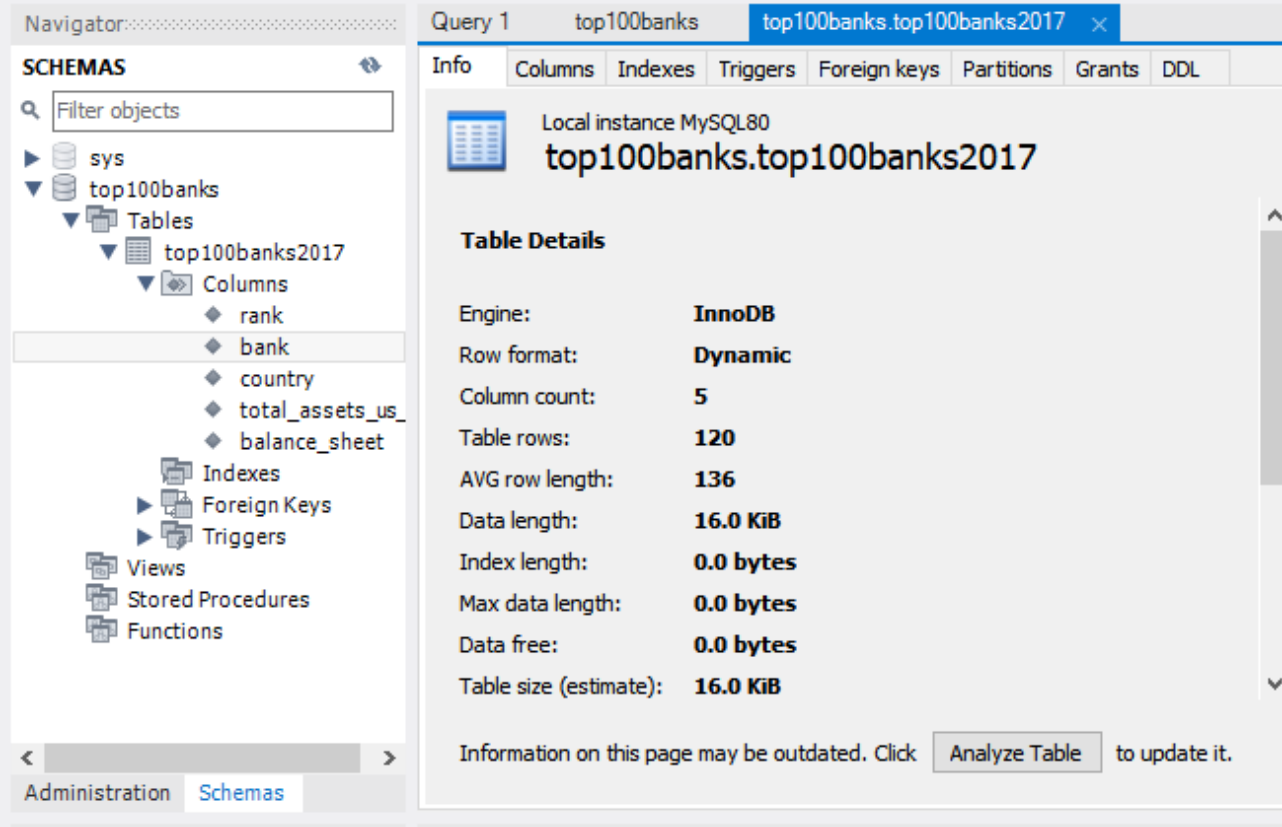 Navigator
SCHEMAS
Filter objects
sys
top100banks
Tables
top100banks2017
Columns
rank
bank
country
total_assets_us_
balance_sheet
Indexes
Foreign Keys
Triggers
Views
Stored Procedures
Functions
Administration Schemas
Query 1 top100banks top100banks.top100banks2017
Info Columns Indexes Triggers Foreign keys Partitions Grants DDL
Local instance MySQL80
top100banks.top100banks2017
Table Details
Engine: InnoDB
Row format: Dynamic
Column count: 5
Table rows: 120
AVG row length: 136
Data length: 16.0 KiB
Index length: 0.0 bytes
Max data length: 0.0 bytes
Data free: 0.0 bytes
Table size (estimate): 16.0 KiB
Information on this page may be outdated. Click Analyze Table to update it.